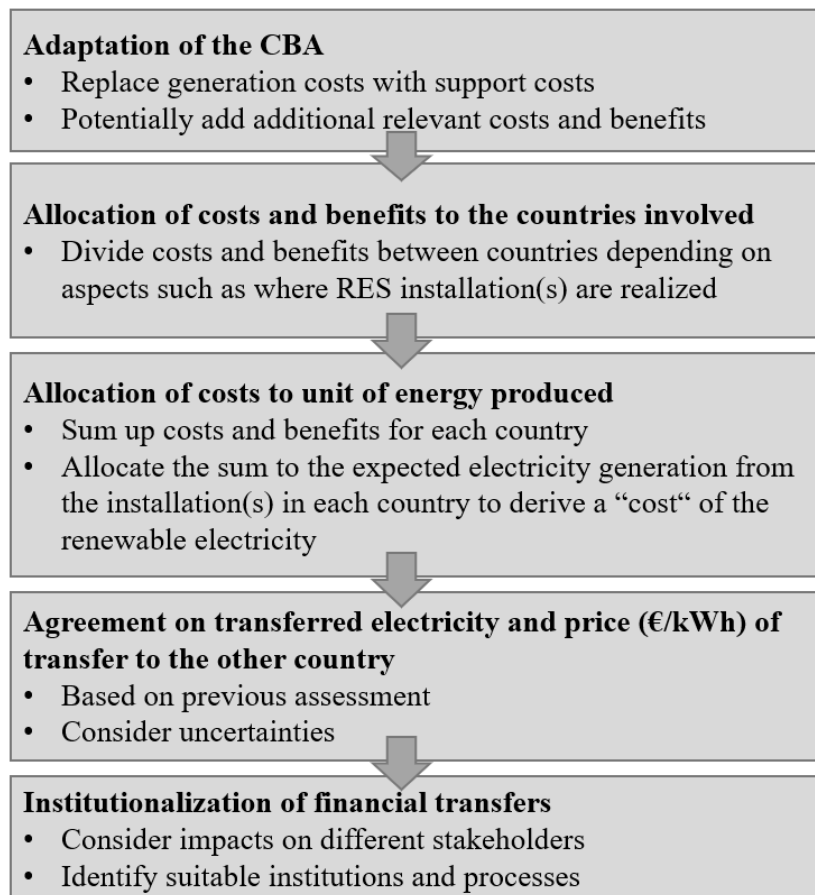 Adaptation of the CBA
• Replace generation costs with support costs
• Potentially add additional relevant costs and benefits
Allocation of costs and benefits to the countries involved
• Divide costs and benefits between countries depending on
aspects such as where RES installation(s) are realized
Allocation of costs to unit of energy produced
• Sum up costs and benefits for each country
• Allocate the sum to the expected electricity generation from
the installation(s) in each country to derive a “cost“ of the
renewable electricity
Agreement on transferred electricity and price (€/kWh) of
transfer to the other country
• Based on previous assessment
• Consider uncertainties
Institutionalization of financial transfers
• Consider impacts on different stakeholders
• Identify suitable institutions and processes